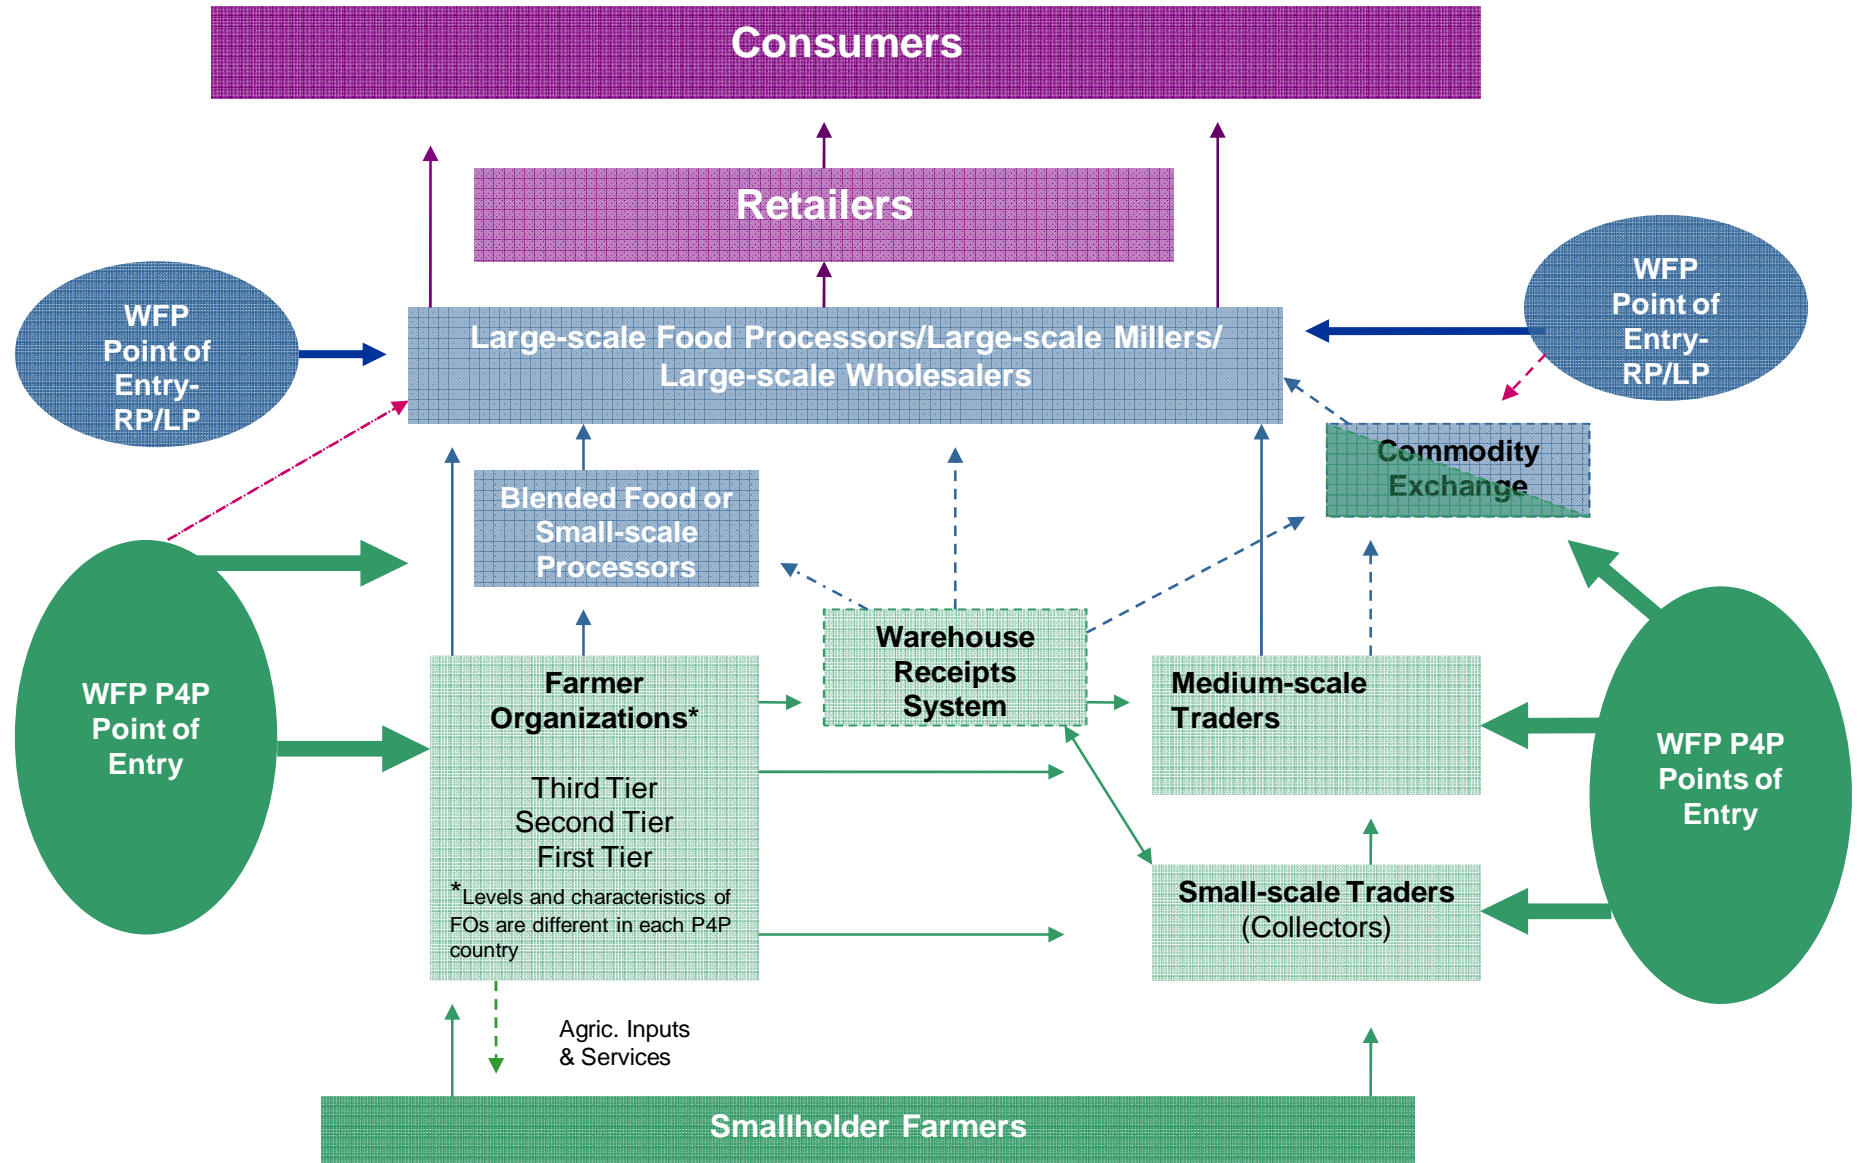 Consumers
Retailers
WFP
Point of
Entry-
RP/LP
WFP
Point of
Entry-
RP/LP
Large-scale Food Processors/Large-scale Millers/
Large-scale Wholesalers
Commodity
Exchange
Blended Food or
Small-scale
Processors
WFP P4P
Point of
Entry
Warehouse
Receipts
System
Farmer
Organizations*
Third Tier
Second Tier
First Tier
*Levels and characteristics of
FOs are different in each P4P
country
Medium-scale
Traders
WFP P4P
Points of
Entry
Small-scale Traders
(Collectors)
Agric. Inputs
& Services
Smallholder Farmers